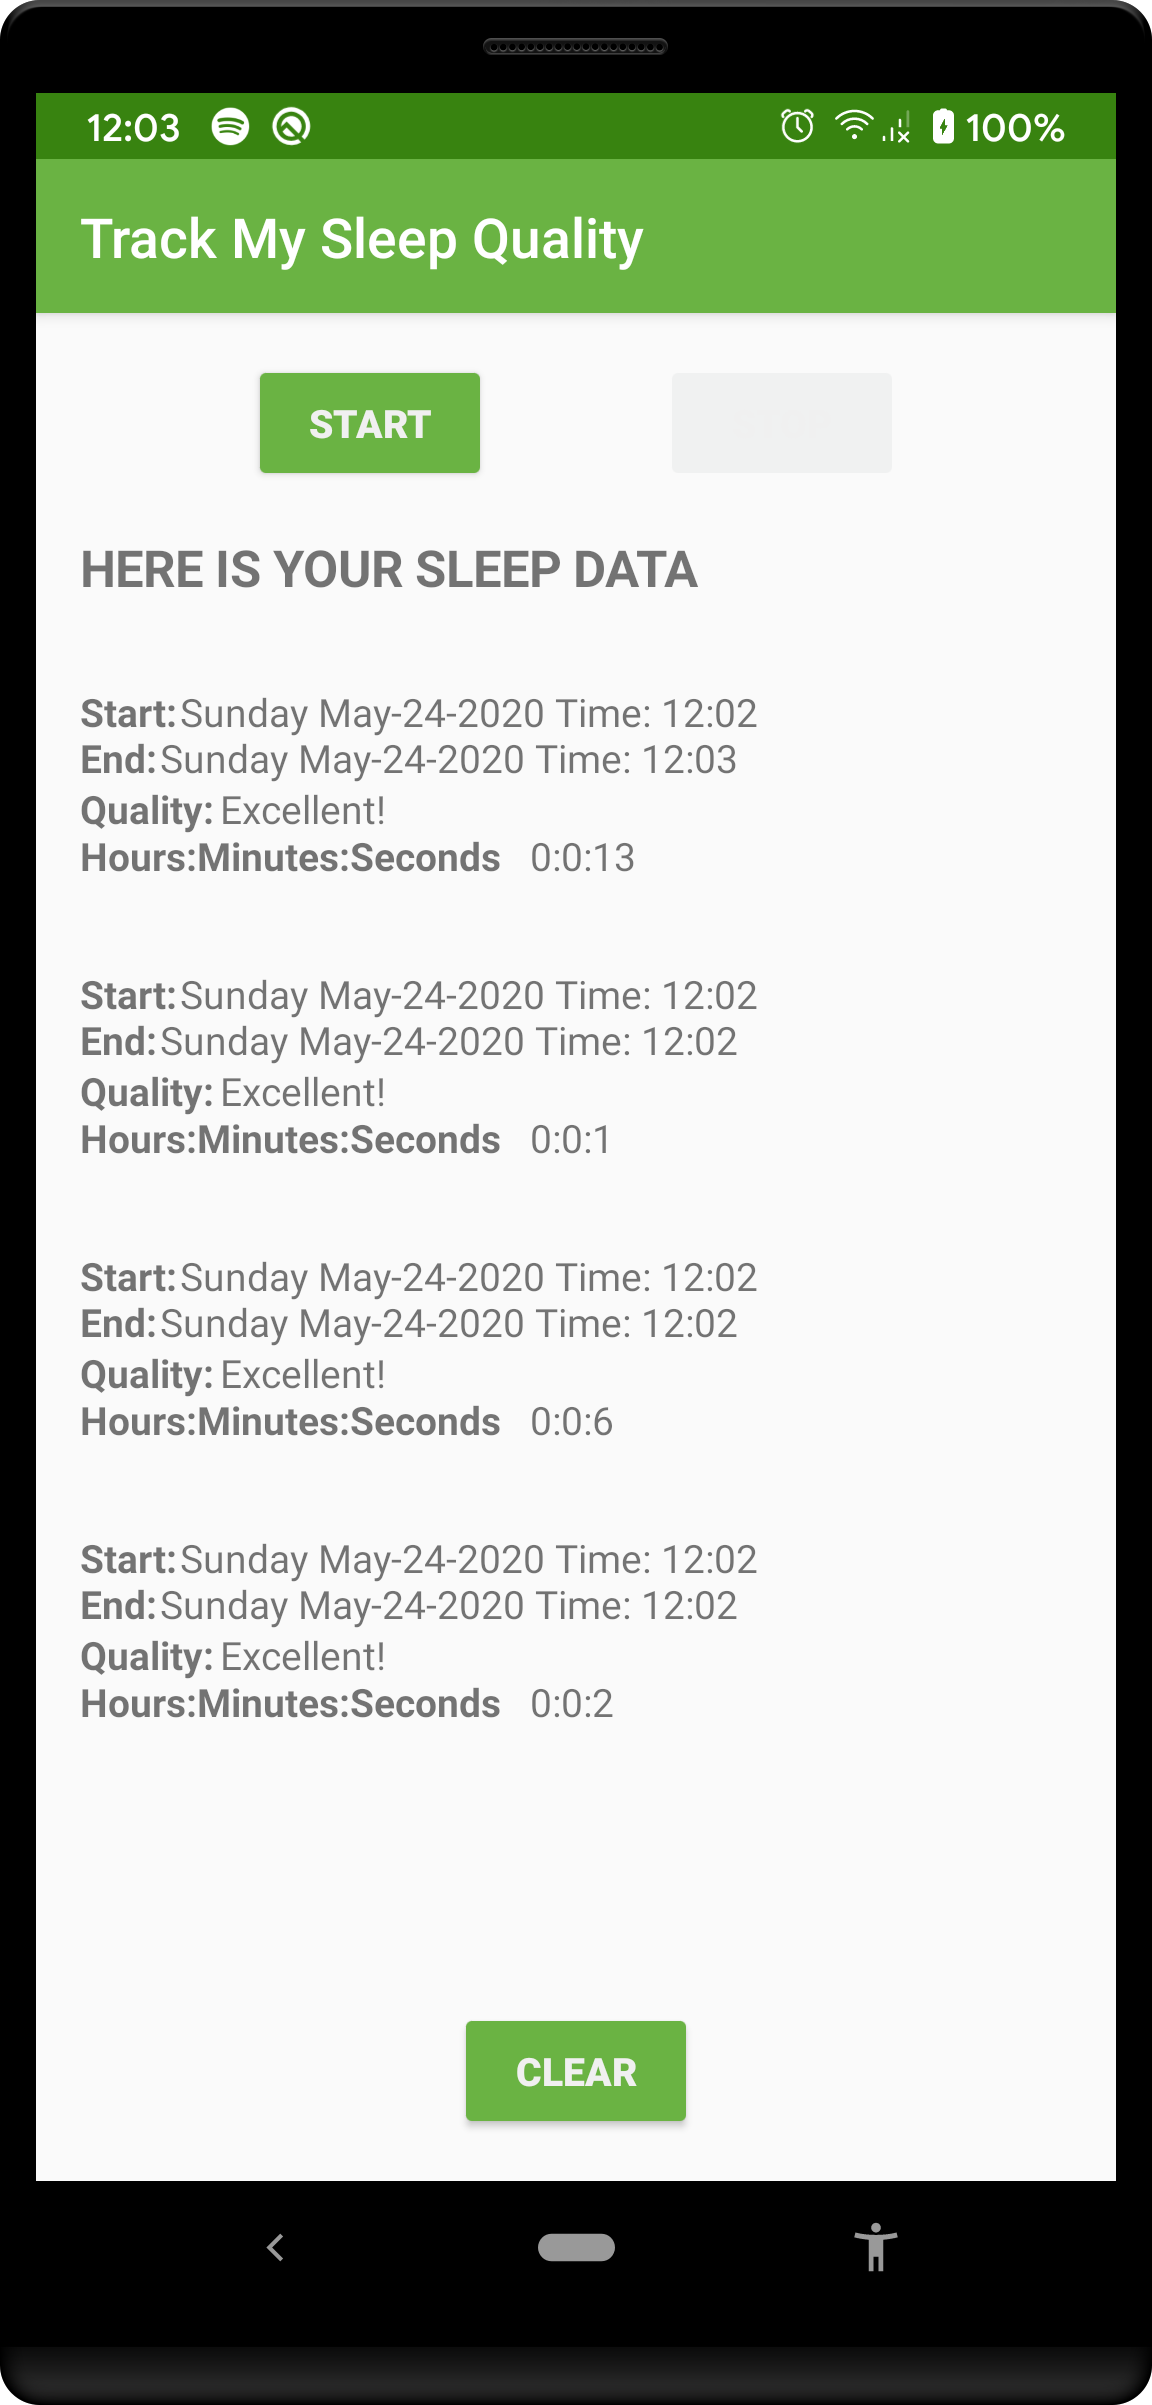 12:03 100%
Track My Sleep Quality
START STOP
HERE IS YOUR SLEEP DATA
Start: Sunday May-24-2020 Time: 12:02
End: Sunday May-24-2020 Time: 12:03
Quality: Excellent!
Hours:Minutes:Seconds 0:0:13
Start: Sunday May-24-2020 Time: 12:02
End: Sunday May-24-2020 Time: 12:02
Quality: Excellent!
Hours:Minutes:Seconds 0:0:1
Start: Sunday May-24-2020 Time: 12:02
End: Sunday May-24-2020 Time: 12:02
Quality: Excellent!
Hours:Minutes:Seconds 0:0:6
Start: Sunday May-24-2020 Time: 12:02
End: Sunday May-24-2020 Time: 12:02
Quality: Excellent!
Hours:Minutes:Seconds 0:0:2
CLEAR